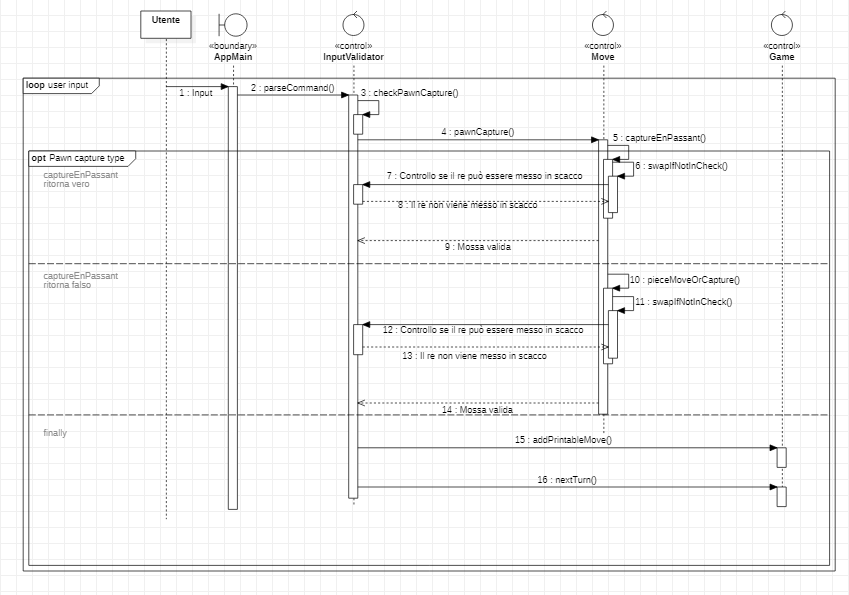 Utente
«boundary»
AppMain
«control»
InputValidator
«control»
Move
«control»
Game
loop user input
1 : Input
2 : parseCommand()
3 : checkPawnCapture()
4 : pawnCapture()
5 : captureEnPassant()
opt Pawn capture type
6 : swapIfNotInCheck()
captureEnPassant
ritorna vero
7 : Controllo se il re può essere messo in scacco
8 : Il re non viene messo in scacco
9 : Mossa valida
captureEnPassant
ritorna falso
10 : pieceMoveOrCapture()
11 : swapIfNotInCheck()
12 : Controllo se il re può essere messo in scacco
13 : Il re non viene messo in scacco
14 : Mossa valida
finally
15 : addPrintableMove()
16 : nextTurn()